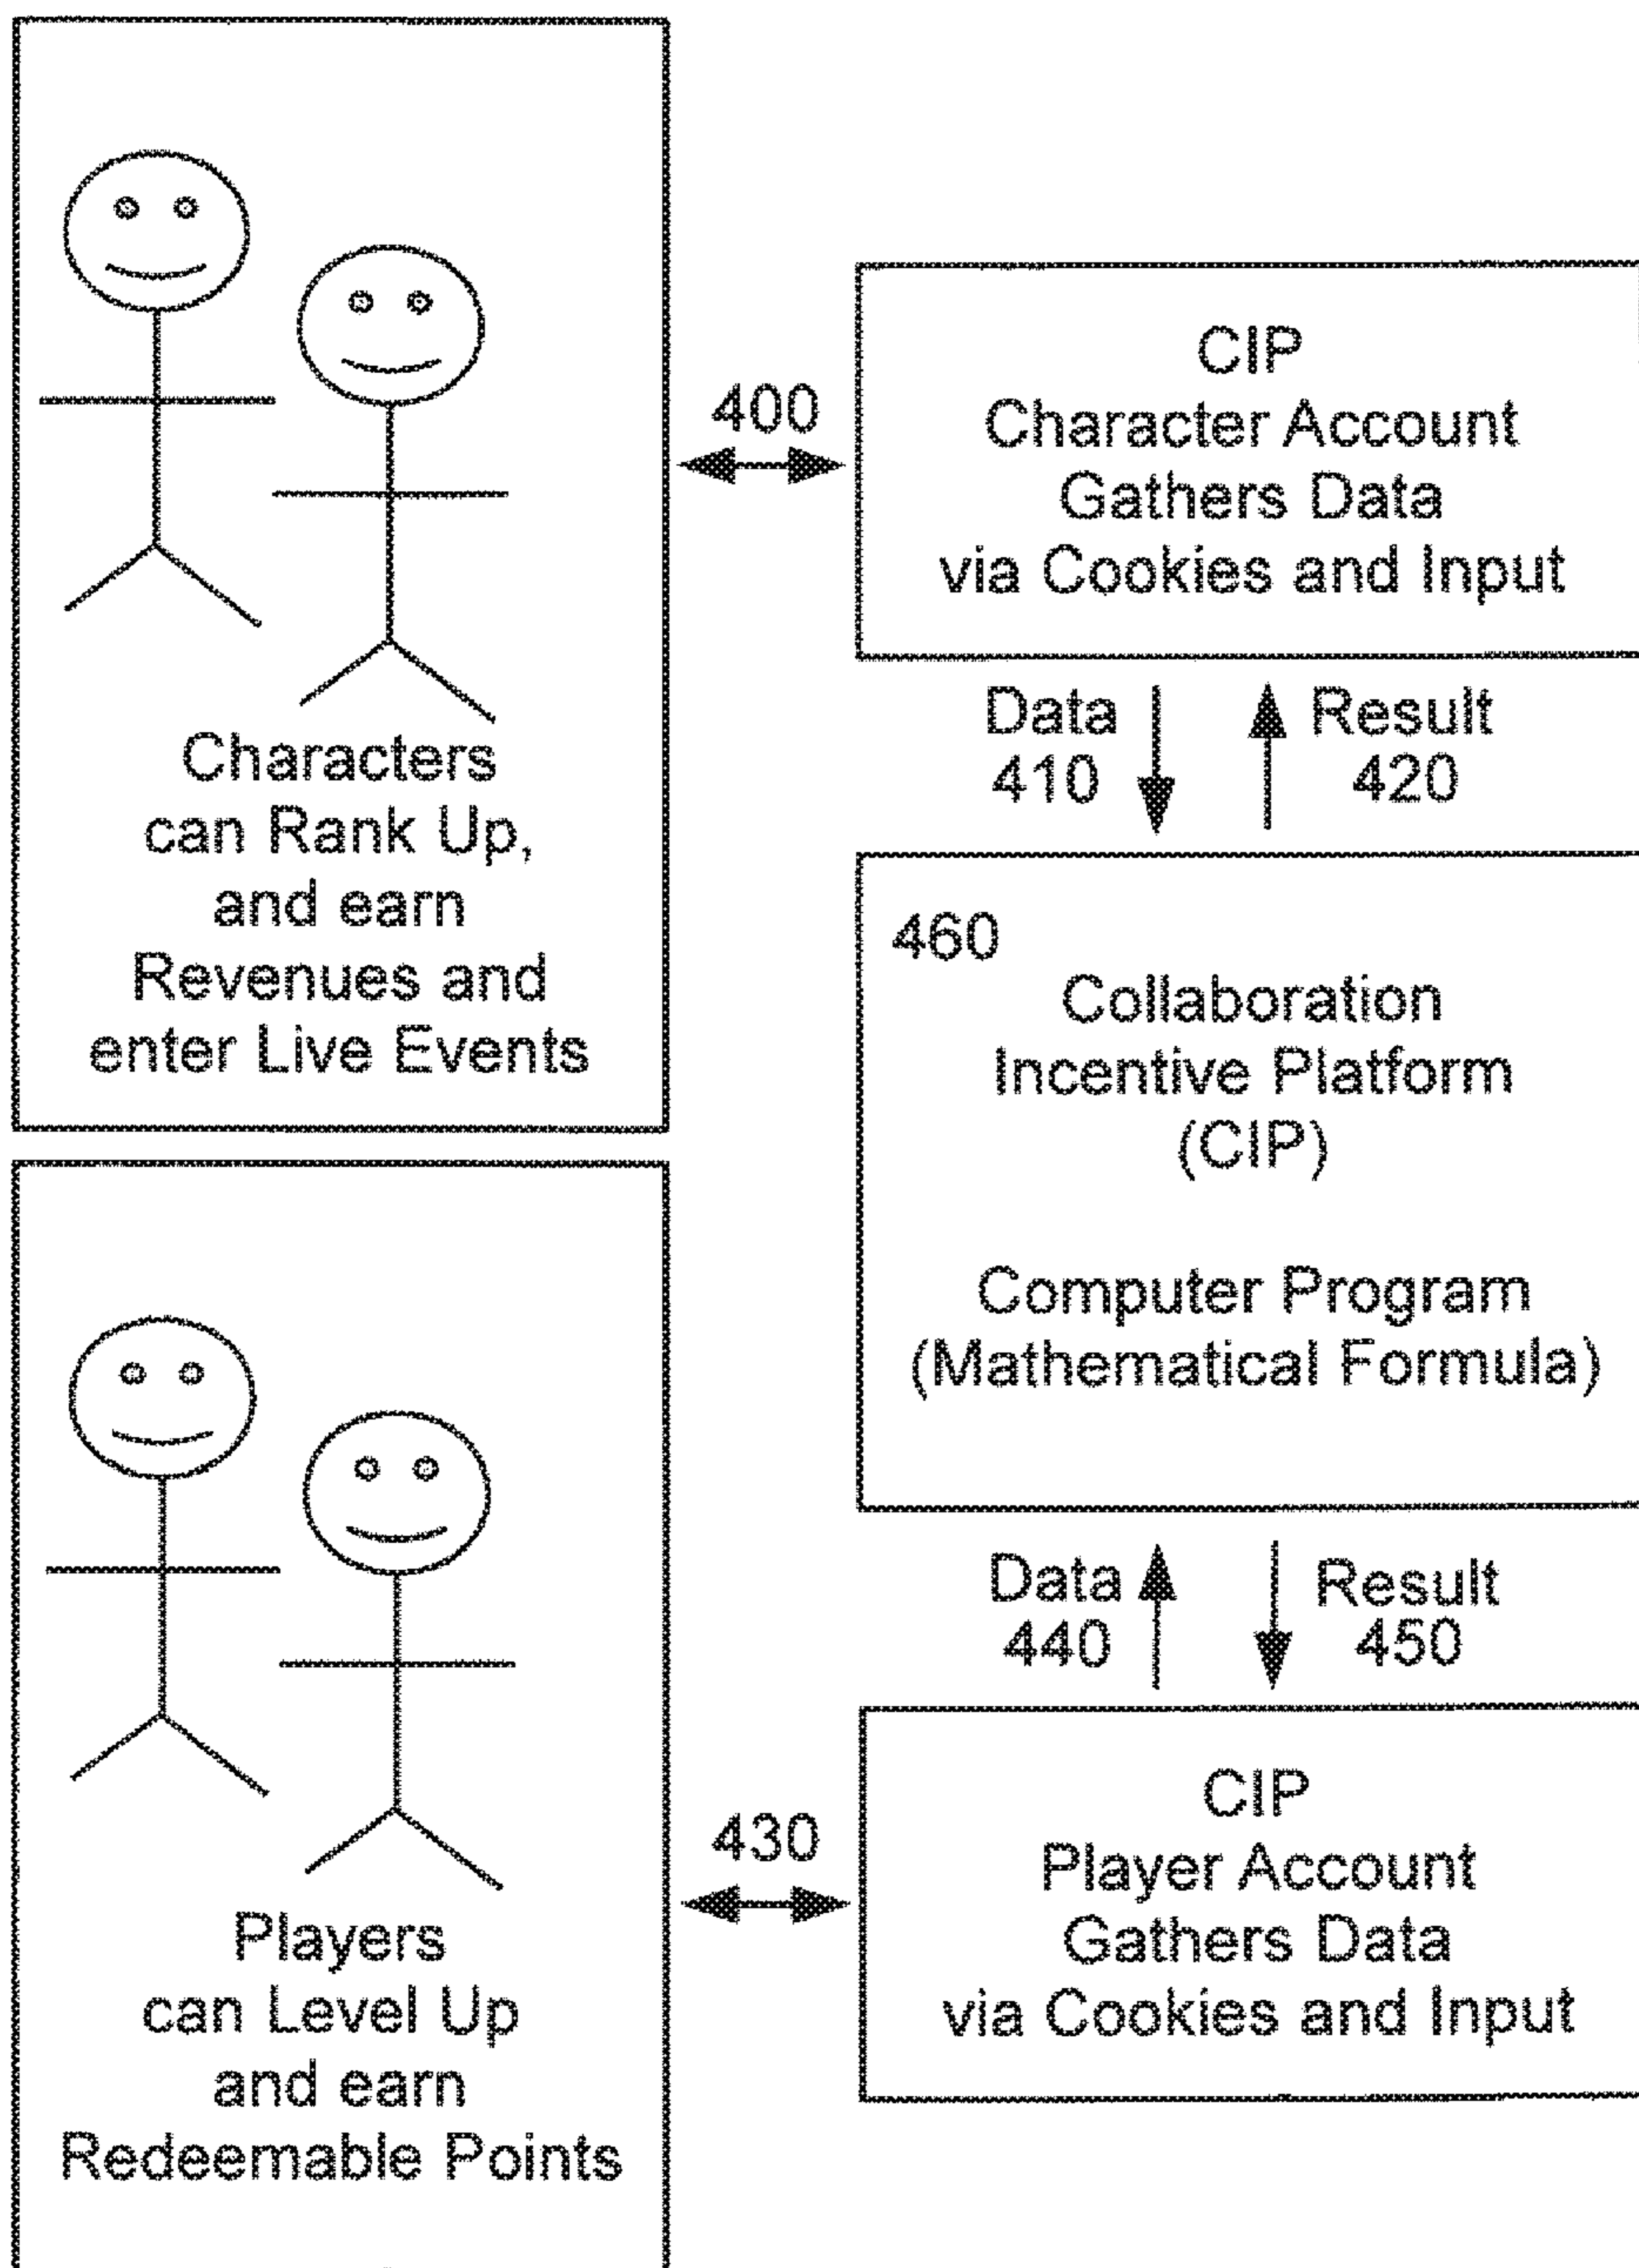 Characters
can Rank Up,
and earn
Revenues and
enter Live Events
400
CIP
Character Account
Gathers Data
via Cookies and Input
Data
410
Result
420
460
Collaboration
Incentive Platform
(CIP)
Computer Program
(Mathematical Formula)
Data
440
Result
450
Players
can Level Up
and earn
Redeemable Points
430
CIP
Player Account
Gathers Data
via Cookies and Input